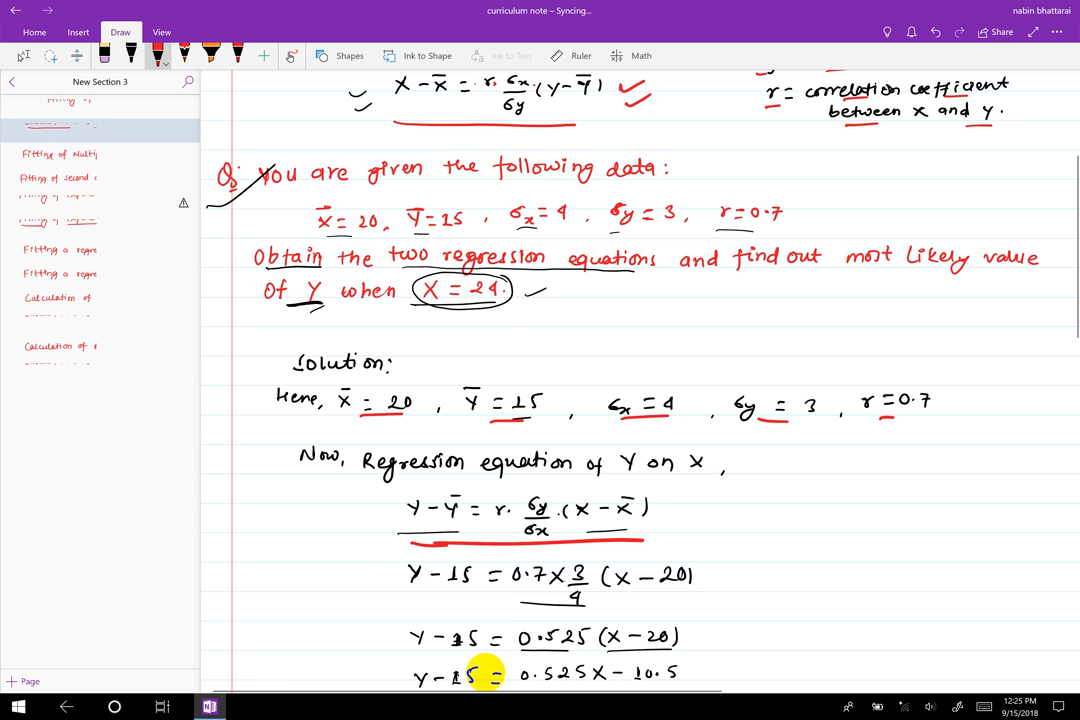 curriculum note – Syncing...
nabin bhattarai
Home Insert Draw View
Share
Shapes Ink to Shape Ink to Text Ruler Math
New Section 3
Fitting of Multip
Fitting of second d
Fitting a regre
Fitting a regre
Calculation of
Calculation of
Page
X - X̄ = r. σx/σy .(Y - Ȳ)
r = correlation coefficient
between X and Y.
Q: You are given the following data:
X̄ = 20, Ȳ = 15, σx = 4, σy = 3, r = 0.7
Obtain the two regression equations and find out most likely value
Of Y when X = 24.
Solution:
Here, X̄ = 20, Ȳ = 15, σx = 4, σy = 3, r = 0.7
Now, Regression equation of Y on X,
Y - Ȳ = r. σy/σx .(X - X̄)
Y - 15 = 0.7 × 3/4 (X - 20)
Y - 15 = 0.525 (X - 20)
Y - 15 = 0.525X - 10.5
12:25 PM
9/15/2018